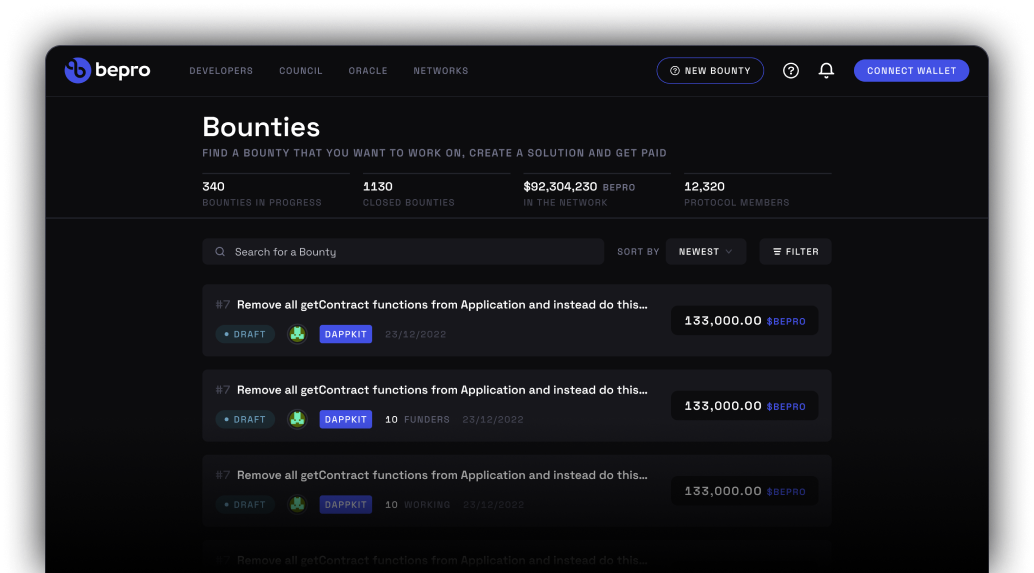 bepro DEVELOPERS COUNCIL ORACLE NETWORKS NEW BOUNTY CONNECT WALLET
Bounties
FIND A BOUNTY THAT YOU WANT TO WORK ON, CREATE A SOLUTION AND GET PAID
340 1130 $92,304,230 BEPRO 12,320
BOUNTIES IN PROGRESS CLOSED BOUNTIES IN THE NETWORK PROTOCOL MEMBERS
Search for a Bounty SORT BY NEWEST FILTER
#7 Remove all getContract functions from Application and instead do this...
133,000.00 $BEPRO
DRAFT DAPPKIT 23/12/2022
#7 Remove all getContract functions from Application and instead do this...
133,000.00 $BEPRO
DRAFT DAPPKIT 10 FUNDERS 23/12/2022
#7 Remove all getContract functions from Application and instead do this...
133,000.00 $BEPRO
DRAFT DAPPKIT 10 WORKING 23/12/2022
#7 Remove all getContract functions from Application and instead do this...